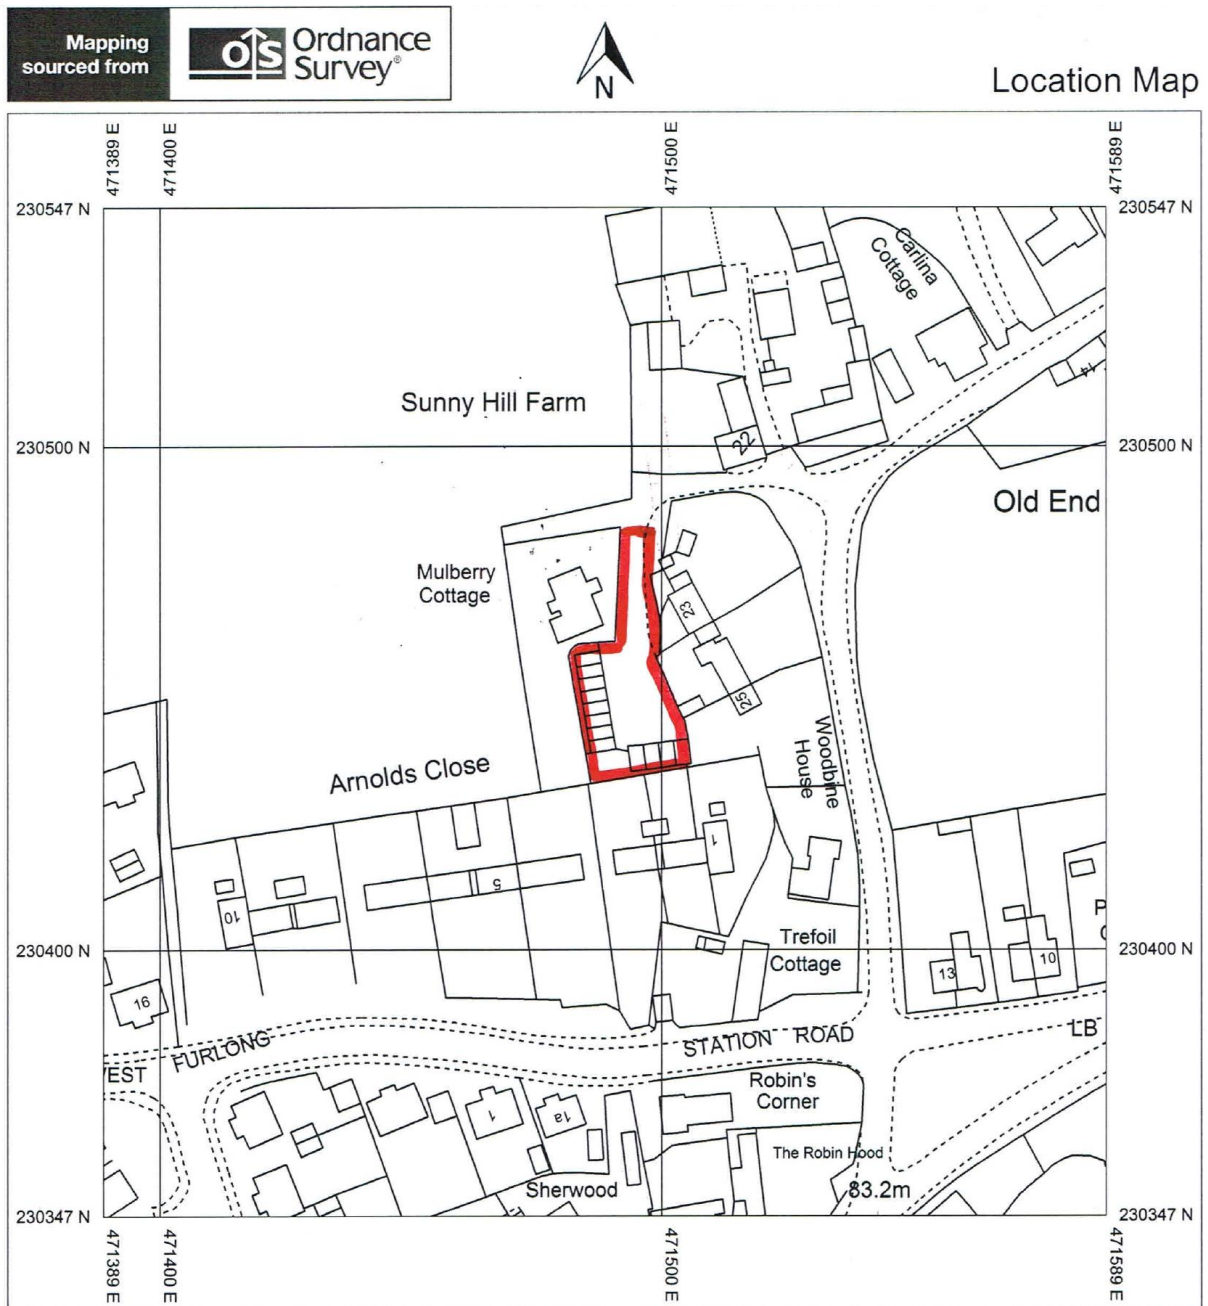 Mapping
sourced from
Ordnance
Survey®
N
Location Map
471389 E
471400 E
471500 E
471589 E
230547 N
230547 N
Carlina
Cottage
14
Sunny Hill Farm
22
230500 N
230500 N
Old End
Mulberry
Cottage
23
25
Woodbine
House
Arnolds Close
1
5
10
230400 N
230400 N
Trefoil
Cottage
13
10
16
FURLONG
STATION ROAD
LB
Robin's
Corner
1
1a
The Robin Hood
Sherwood
83.2m
230347 N
230347 N
471389 E
471400 E
471500 E
471589 E